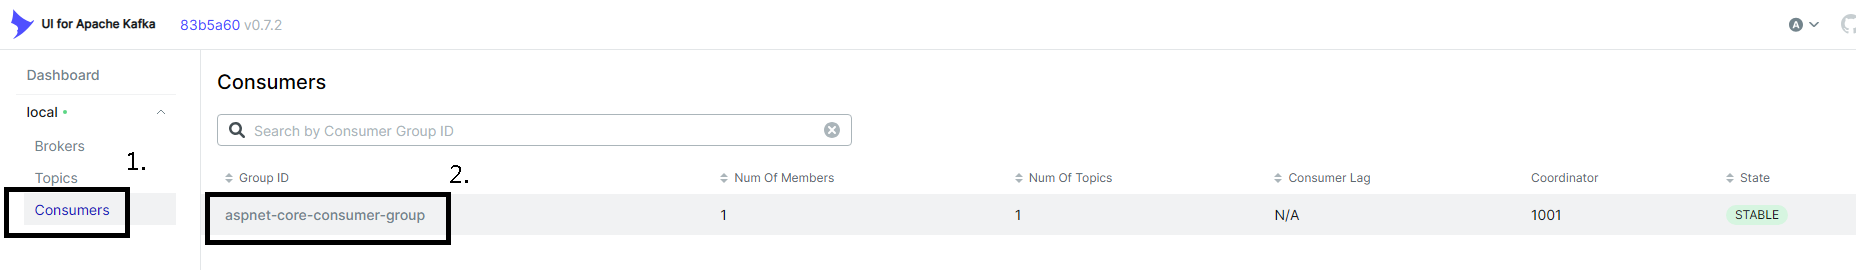 UI for Apache Kafka 83b5a60 v0.7.2 A
Dashboard
local
Brokers
Topics
Consumers
1.
Consumers
Search by Consumer Group ID
2.
Group ID Num Of Members Num Of Topics Consumer Lag Coordinator State
aspnet-core-consumer-group 1 1 N/A 1001 STABLE